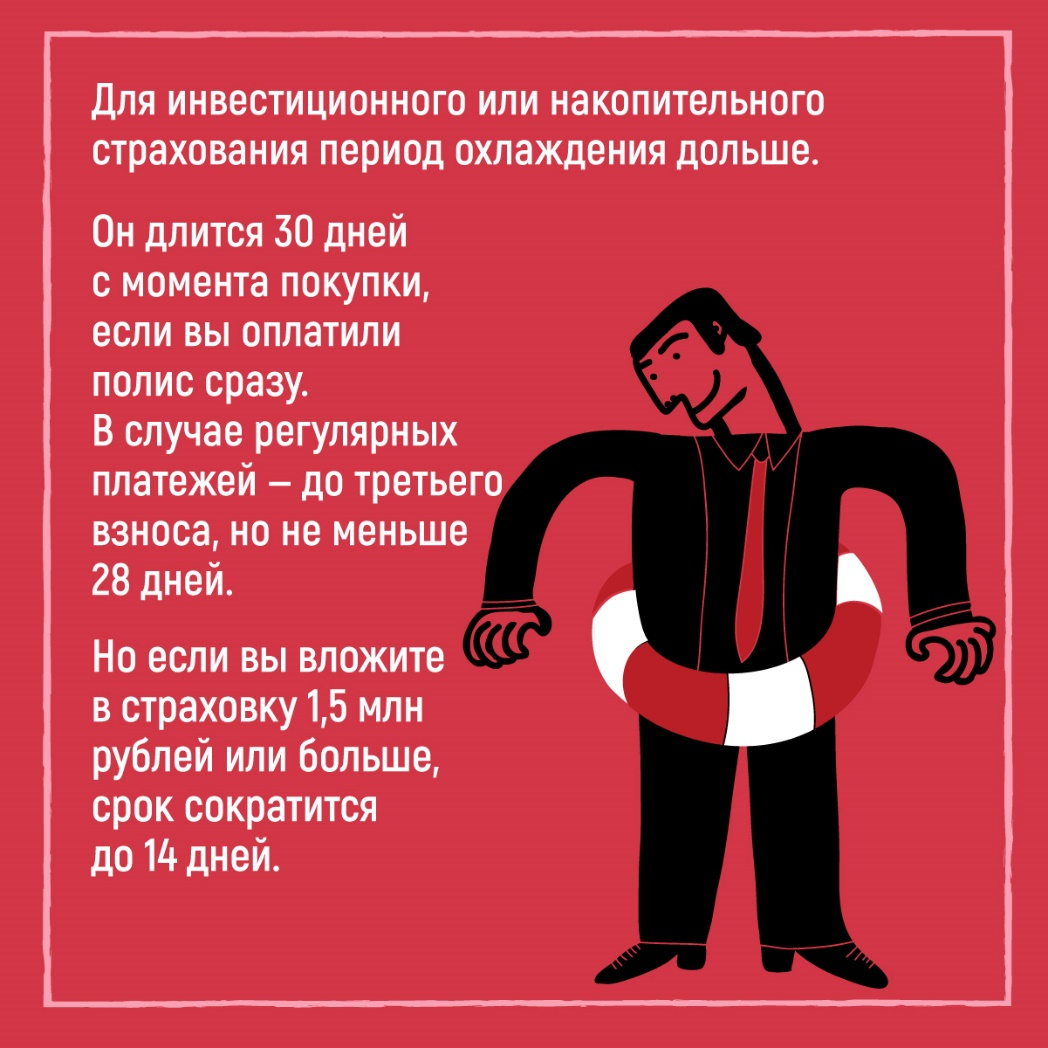 Для инвестиционного или накопительного
страхования период охлаждения дольше.
Он длится 30 дней
с момента покупки,
если вы оплатили
полис сразу.
В случае регулярных
платежей – до третьего
взноса, но не меньше
28 дней.
Но если вы вложите
в страховку 1,5 млн
рублей или больше,
срок сократится
до 14 дней.